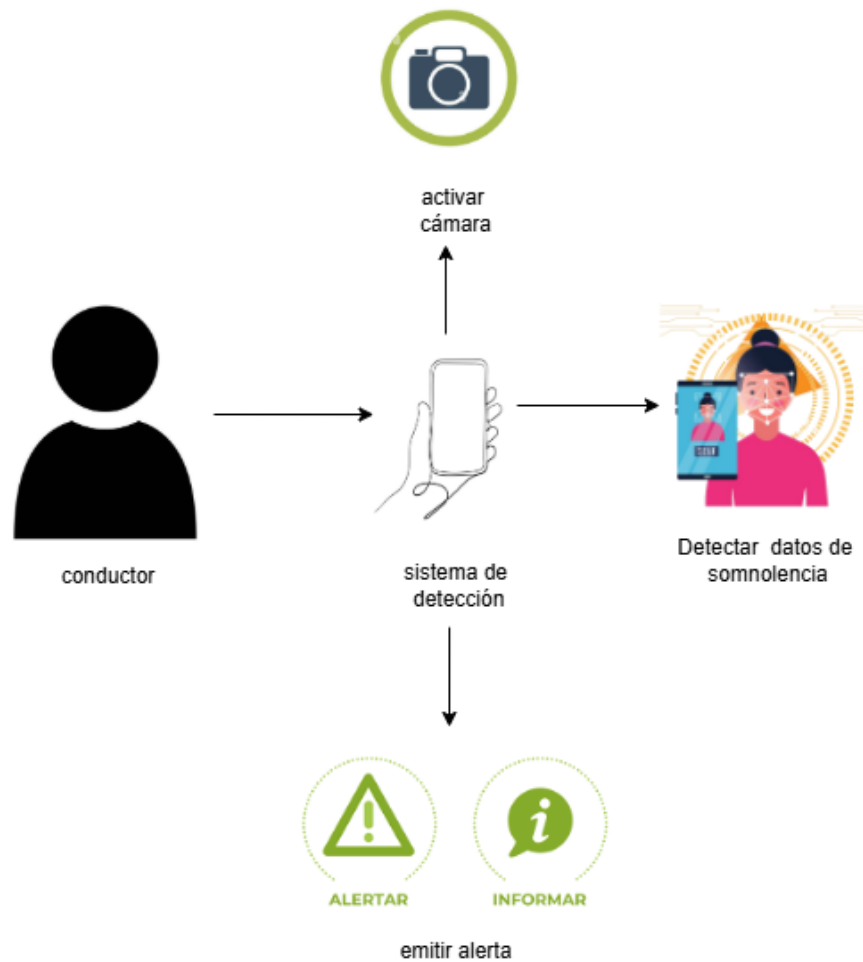 activar
cámara
conductor
sistema de
detección
Detectar datos de
somnolencia
ALERTAR
INFORMAR
emitir alerta